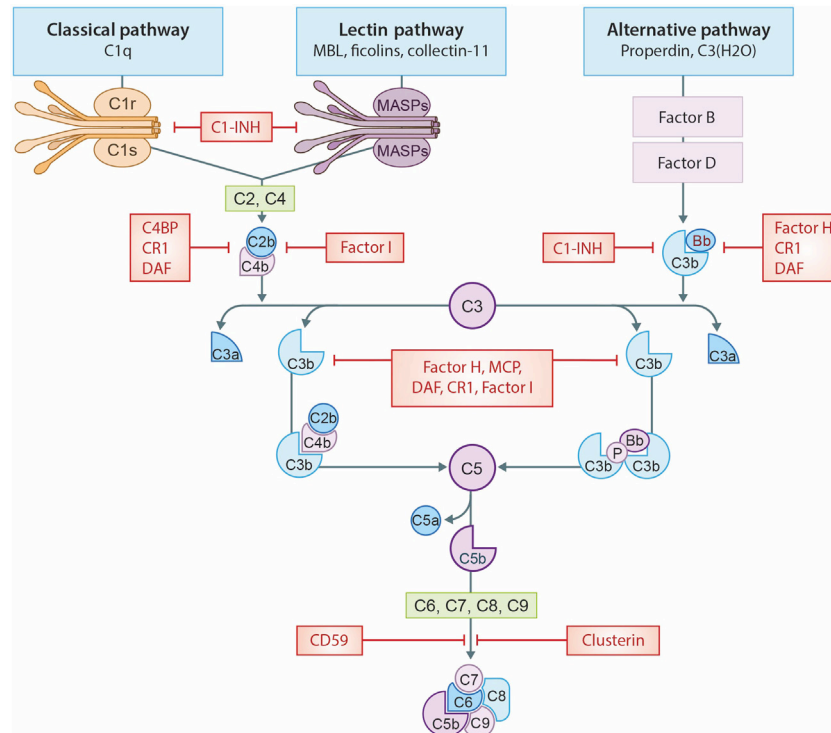 Classical pathway
C1q
Lectin pathway
MBL, ficolins, collectin-11
Alternative pathway
Properdin, C3(H2O)
C1r
C1s
C1-INH
MASPs
MASPs
Factor B
Factor D
C2, C4
C4BP
CR1
DAF
C2b
C4b
Factor I
C1-INH
Bb
C3b
Factor H
CR1
DAF
C3
C3a
C3b
Factor H, MCP,
DAF, CR1, Factor I
C3b
C3a
C2b
C4b
C3b
C5
Bb
P
C3b
C3b
C5a
C5b
C6, C7, C8, C9
CD59
Clusterin
C7
C6
C8
C5b
C9